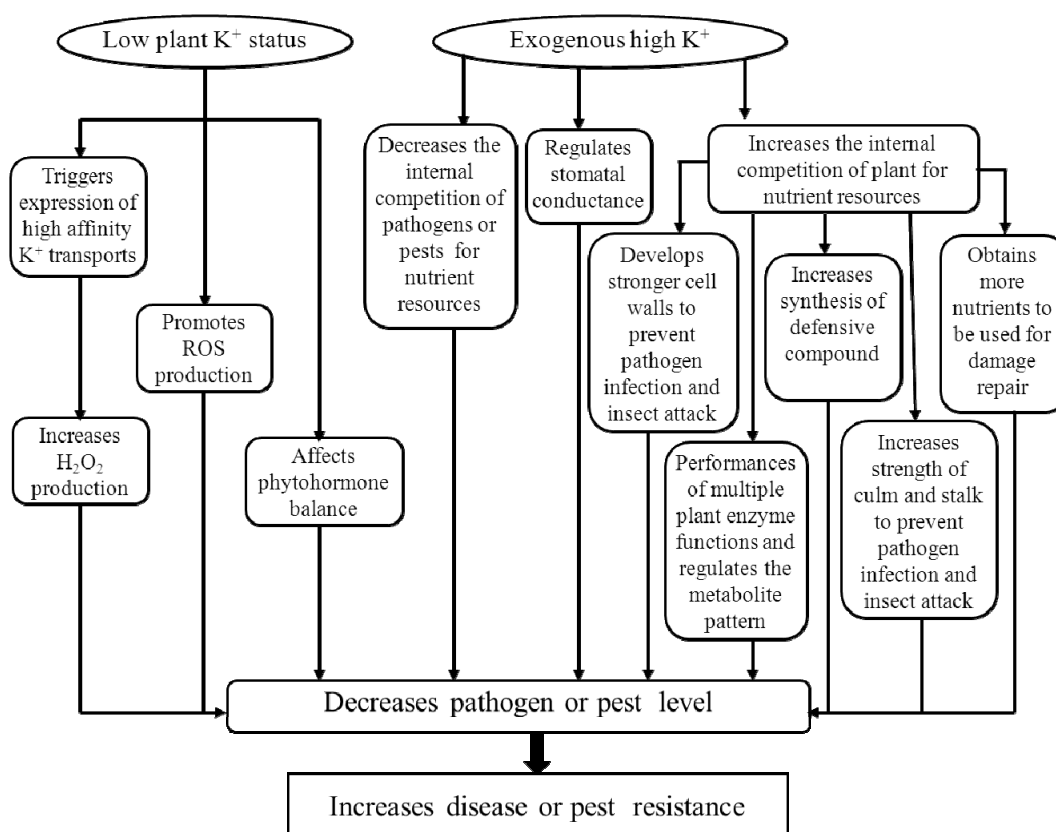 Low plant K⁺ status
Exogenous high K⁺
Triggers
expression of
high affinity
K⁺ transports
Promotes
ROS
production
Increases
H₂O₂
production
Affects
phytohormone
balance
Decreases the
internal
competition of
pathogens or
pests for
nutrient
resources
Regulates
stomatal
conductance
Increases the internal
competition of plant for
nutrient resources
Develops
stronger cell
walls to
prevent
pathogen
infection and
insect attack
Performances
of multiple
plant enzyme
functions and
regulates the
metabolite
pattern
Increases
synthesis of
defensive
compound
Increases
strength of
culm and stalk
to prevent
pathogen
infection and
insect attack
Obtains
more
nutrients to
be used for
damage
repair
Decreases pathogen or pest level
Increases disease or pest resistance